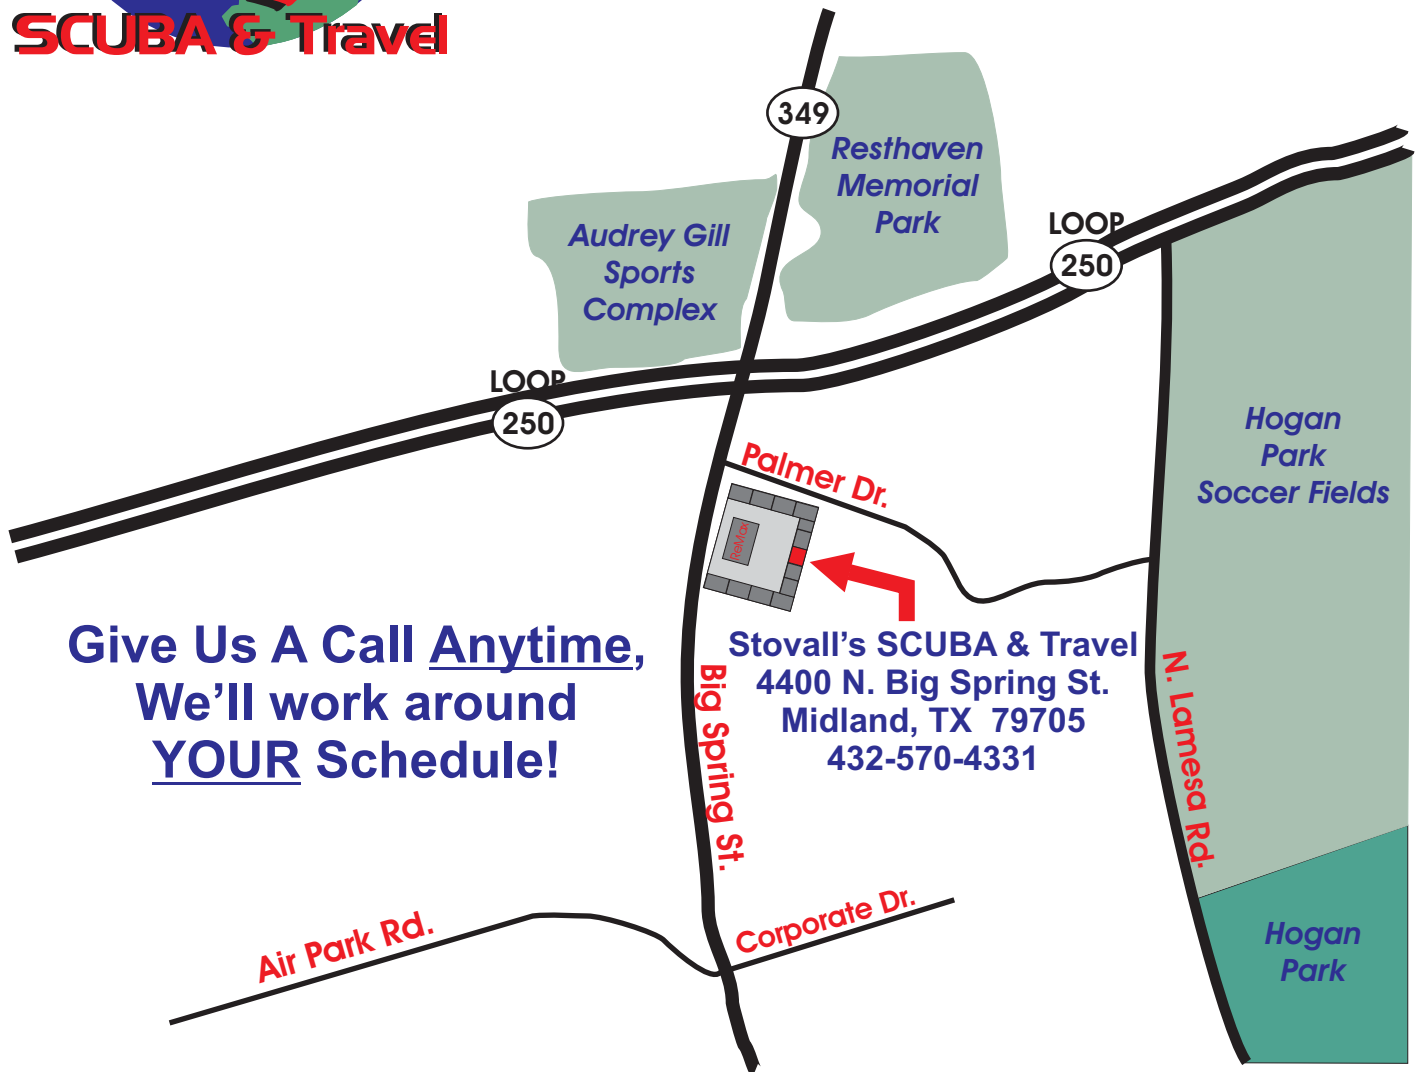 SCUBA & Travel
349
Resthaven
Memorial
Park
Audrey Gill
Sports
Complex
LOOP
250
LOOP
250
Hogan
Park
Soccer Fields
Palmer Dr.
ReMax
Give Us A Call Anytime,
We'll work around
YOUR Schedule!
Stovall's SCUBA & Travel
4400 N. Big Spring St.
Midland, TX 79705
432-570-4331
Big Spring St.
N. Lamesa Rd.
Air Park Rd.
Corporate Dr.
Hogan
Park